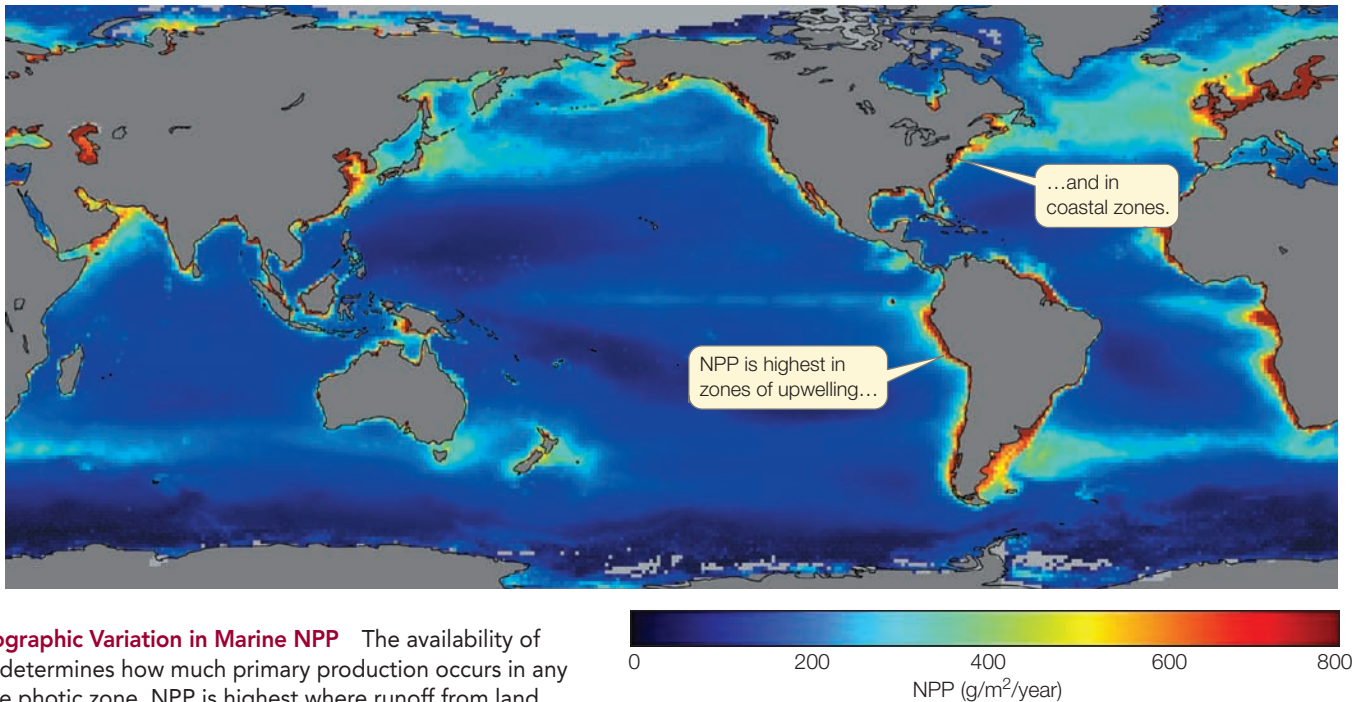 …and in
coastal zones.
NPP is highest in
zones of upwelling…
ographic Variation in Marine NPP The availability of
determines how much primary production occurs in any
e photic zone. NPP is highest where runoff from land
0 200 400 600 800
NPP (g/m²/year)